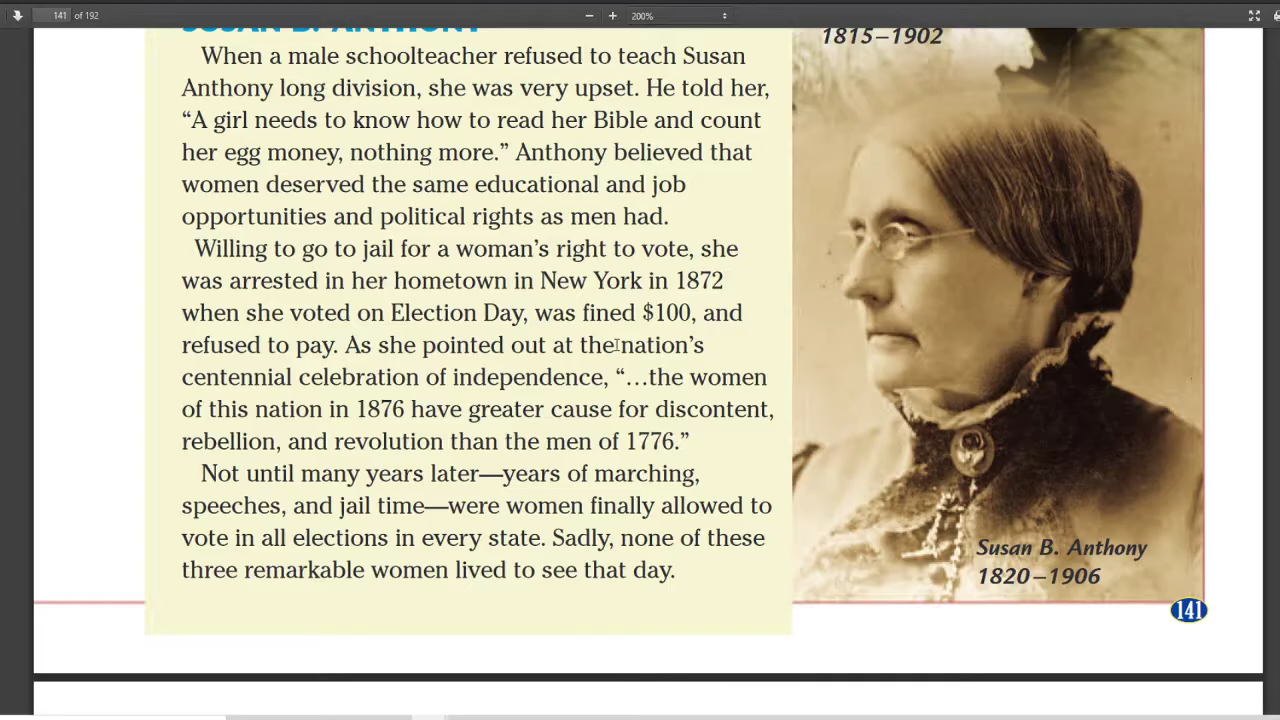 141 of 192
200%
SUSAN B. ANTHONY
1815–1902
When a male schoolteacher refused to teach Susan
Anthony long division, she was very upset. He told her,
“A girl needs to know how to read her Bible and count
her egg money, nothing more.” Anthony believed that
women deserved the same educational and job
opportunities and political rights as men had.
Willing to go to jail for a woman’s right to vote, she
was arrested in her hometown in New York in 1872
when she voted on Election Day, was fined $100, and
refused to pay. As she pointed out at the nation’s
centennial celebration of independence, “…the women
of this nation in 1876 have greater cause for discontent,
rebellion, and revolution than the men of 1776.”
Not until many years later—years of marching,
speeches, and jail time—were women finally allowed to
vote in all elections in every state. Sadly, none of these
three remarkable women lived to see that day.
Susan B. Anthony
1820–1906
141